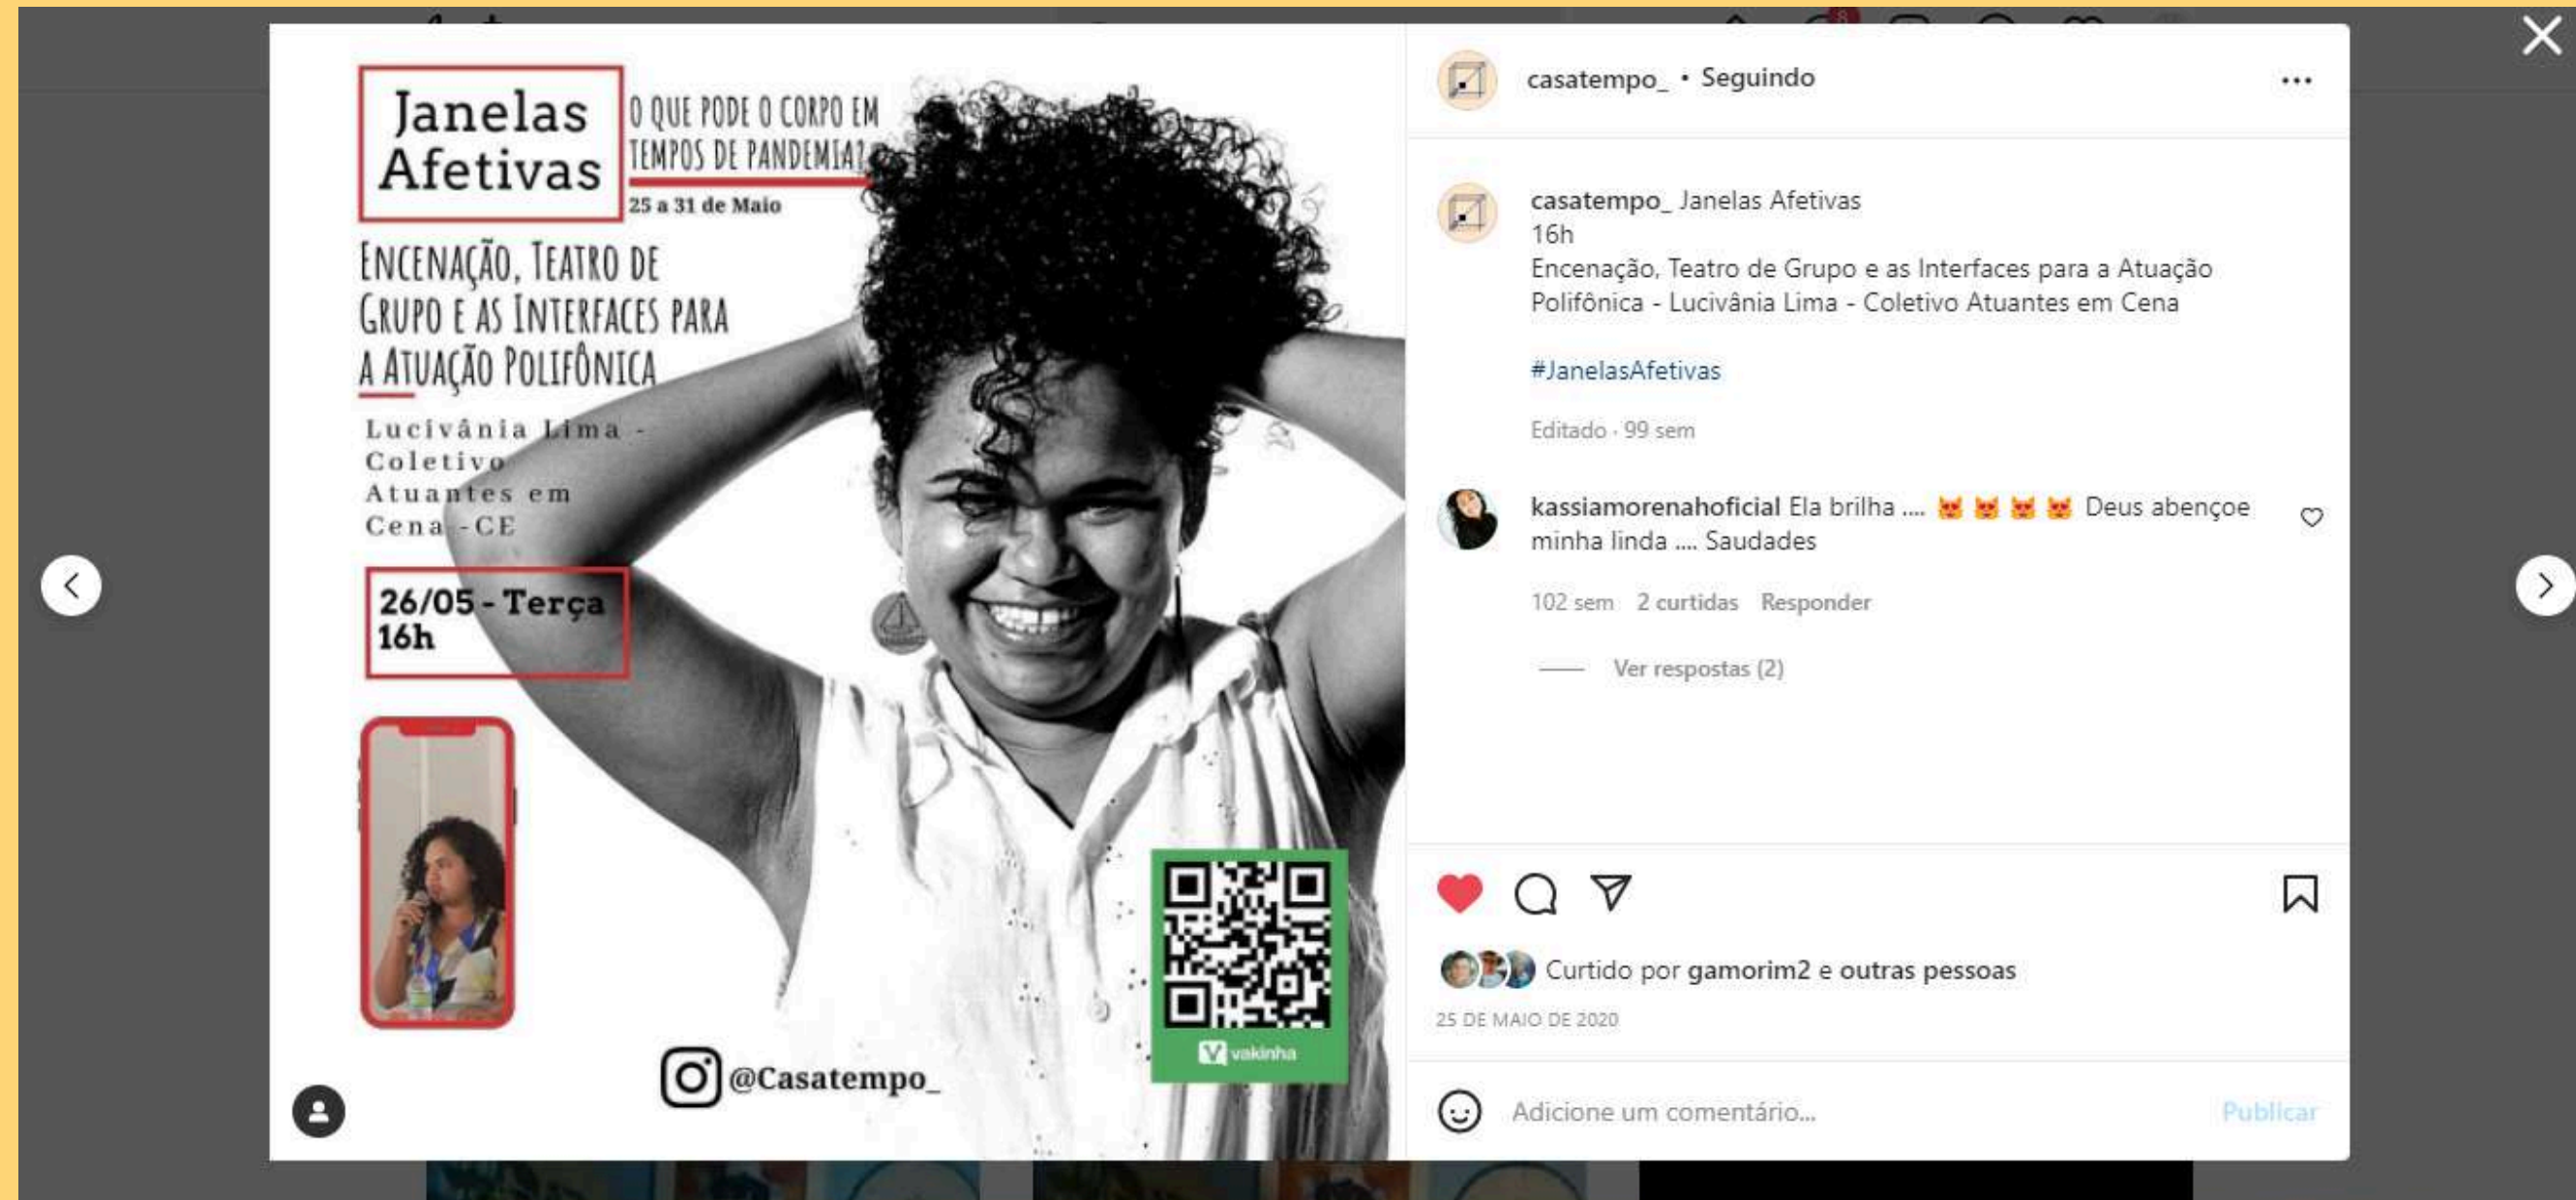 Janelas
Afetivas
O QUE PODE O CORPO EM
TEMPOS DE PANDEMIA?
25 a 31 de Maio
ENCENAÇÃO, TEATRO DE
GRUPO E AS INTERFACES PARA
A ATUAÇÃO POLIFÔNICA
Lucivânia Lima -
Coletivo
Atuantes em
Cena -CE
26/05 - Terça
16h
@Casatempo_
vakinha
8
casatempo_ • Seguindo
casatempo_ Janelas Afetivas
16h
Encenação, Teatro de Grupo e as Interfaces para a Atuação
Polifônica - Lucivânia Lima - Coletivo Atuantes em Cena
#JanelasAfetivas
Editado · 99 sem
kassiamorenahoficial Ela brilha .... 😻 😻 😻 😻 Deus abençoe
minha linda .... Saudades
102 sem 2 curtidas Responder
Ver respostas (2)
Curtido por gamorim2 e outras pessoas
25 DE MAIO DE 2020
Adicione um comentário...
Publicar